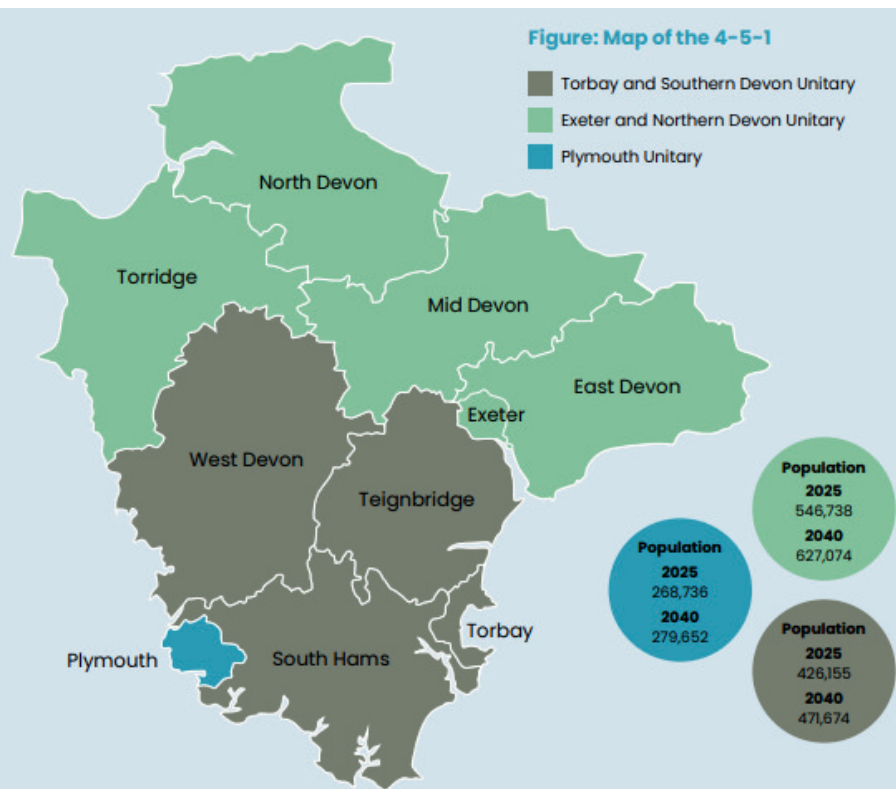 Figure: Map of the 4-5-1
Torbay and Southern Devon Unitary
Exeter and Northern Devon Unitary
Plymouth Unitary
North Devon
Torridge
Mid Devon
East Devon
Exeter
West Devon
Teignbridge
Torbay
Plymouth
South Hams
Population
2025
546,738
2040
627,074
Population
2025
268,736
2040
279,652
Population
2025
426,155
2040
471,674